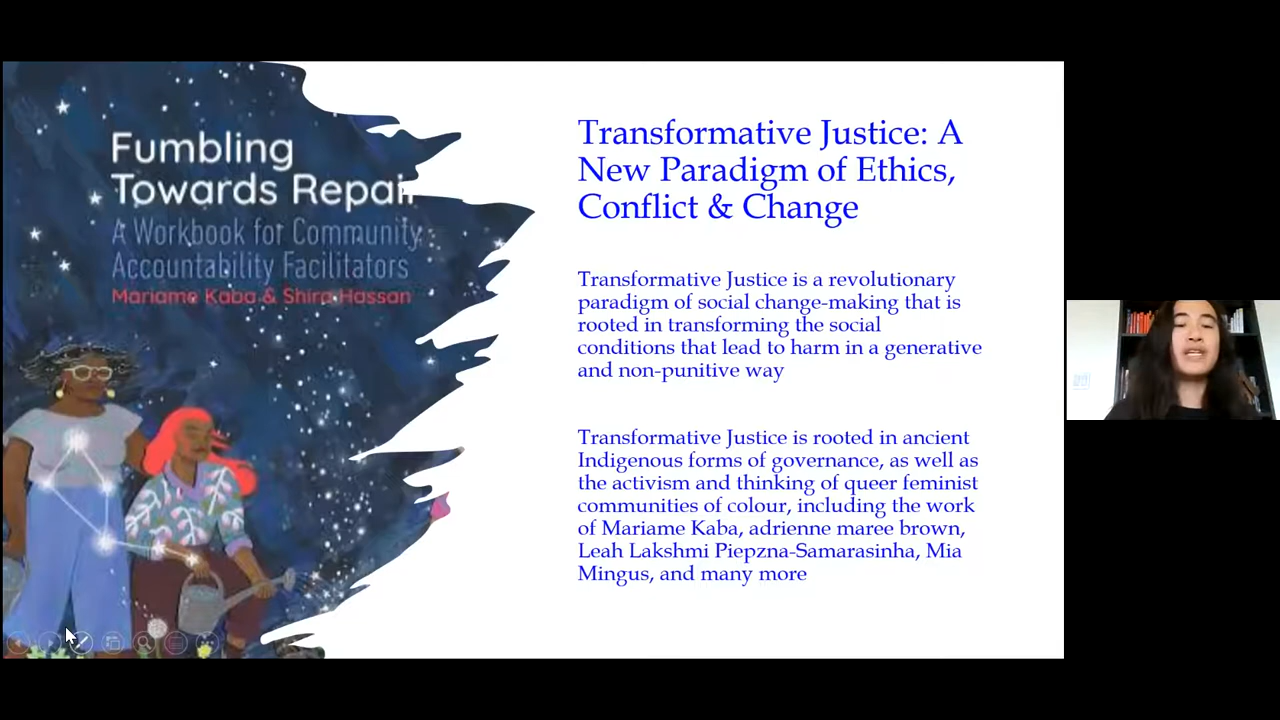 Fumbling
Towards Repair
A Workbook for Community
Accountability Facilitators
Mariame Kaba & Shira Hassan
Transformative Justice: A
New Paradigm of Ethics,
Conflict & Change
Transformative Justice is a revolutionary
paradigm of social change-making that is
rooted in transforming the social
conditions that lead to harm in a generative
and non-punitive way
Transformative Justice is rooted in ancient
Indigenous forms of governance, as well as
the activism and thinking of queer feminist
communities of colour, including the work
of Mariame Kaba, adrienne maree brown,
Leah Lakshmi Piepzna-Samarasinha, Mia
Mingus, and many more